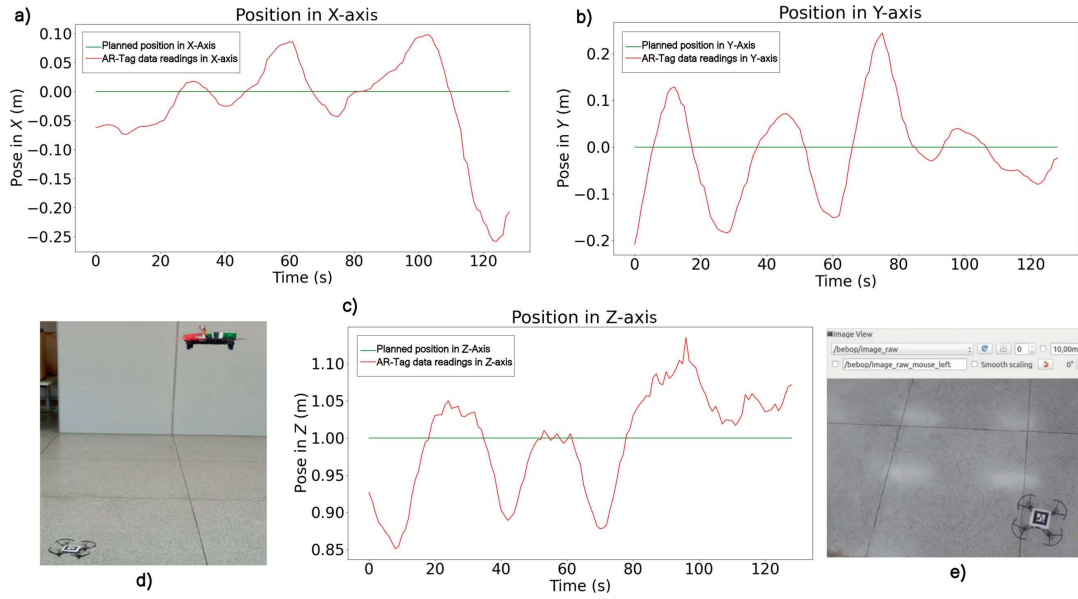 a)
Position in X-axis
Planned position in X-Axis
AR-Tag data readings in X-axis
Pose in X (m)
0.10
0.05
0.00
−0.05
−0.10
−0.15
−0.20
−0.25
0
20
40
60
80
100
120
Time (s)
b)
Position in Y-axis
Planned position in Y-Axis
AR-Tag data readings in Y-axis
Pose in Y (m)
0.2
0.1
0.0
−0.1
−0.2
0
20
40
60
80
100
120
Time (s)
c)
Position in Z-axis
Planned position in Z-Axis
AR-Tag data readings in Z-axis
Pose in Z (m)
1.10
1.05
1.00
0.95
0.90
0.85
0
20
40
60
80
100
120
Time (s)
d)
Image View
/bebop/image_raw
0
10,00m
/bebop/image_raw_mouse_left
Smooth scaling
0°
e)